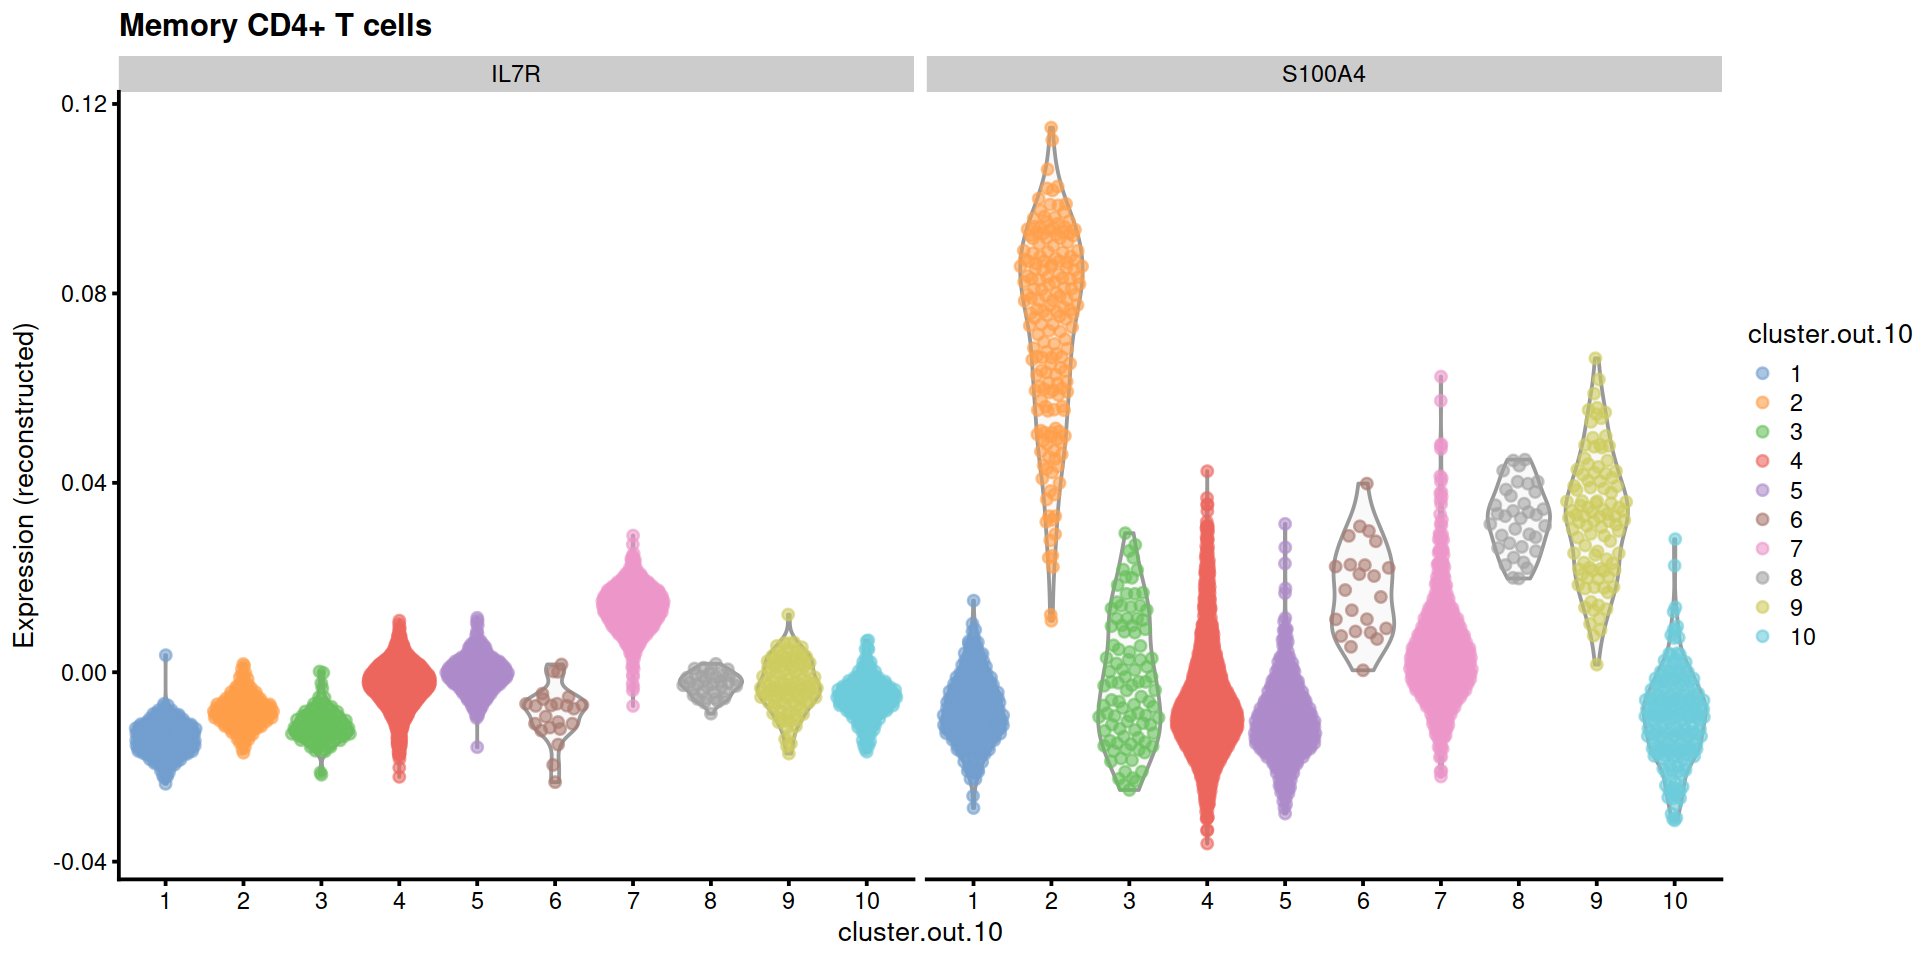 Memory CD4+ T cells
IL7R
S100A4
Expression (reconstructed)
0.12
0.08
0.04
0.00
-0.04
1 2 3 4 5 6 7 8 9 10
1 2 3 4 5 6 7 8 9 10
cluster.out.10
cluster.out.10
1
2
3
4
5
6
7
8
9
10